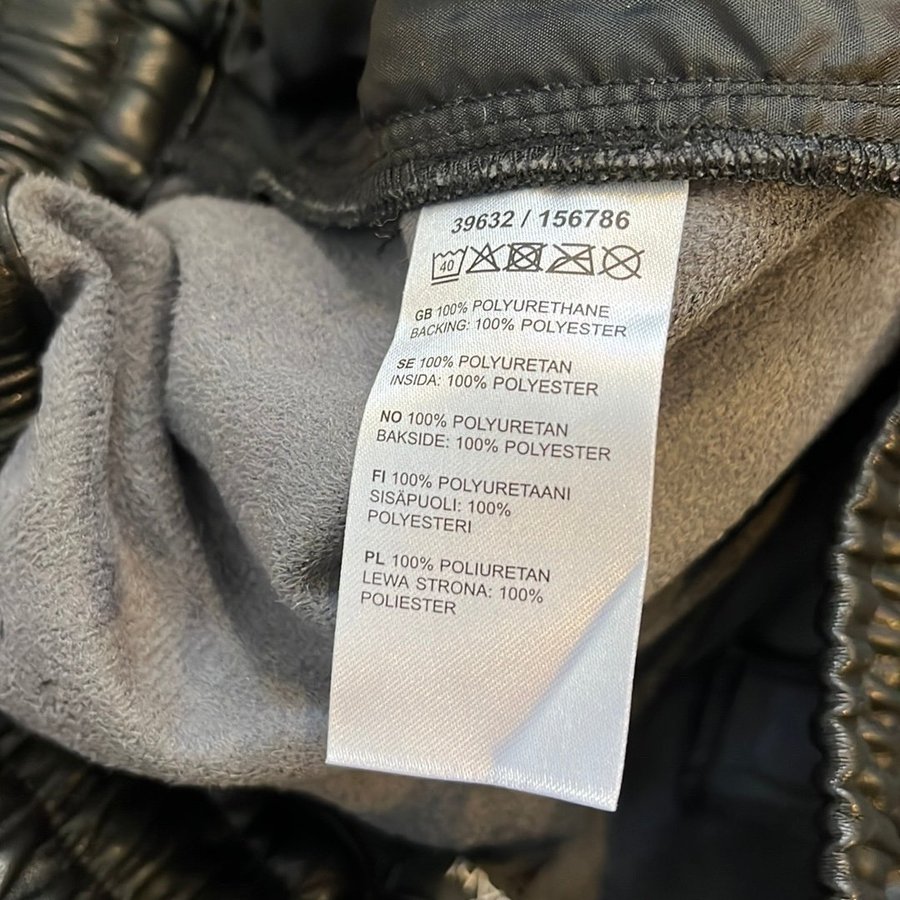 39632 / 156786
40
GB 100% POLYURETHANE
BACKING: 100% POLYESTER
SE 100% POLYURETAN
INSIDA: 100% POLYESTER
NO 100% POLYURETAN
BAKSIDE: 100% POLYESTER
FI 100% POLYURETAANI
SISÄPUOLI: 100%
POLYESTERI
PL 100% POLIURETAN
LEWA STRONA: 100%
POLIESTER